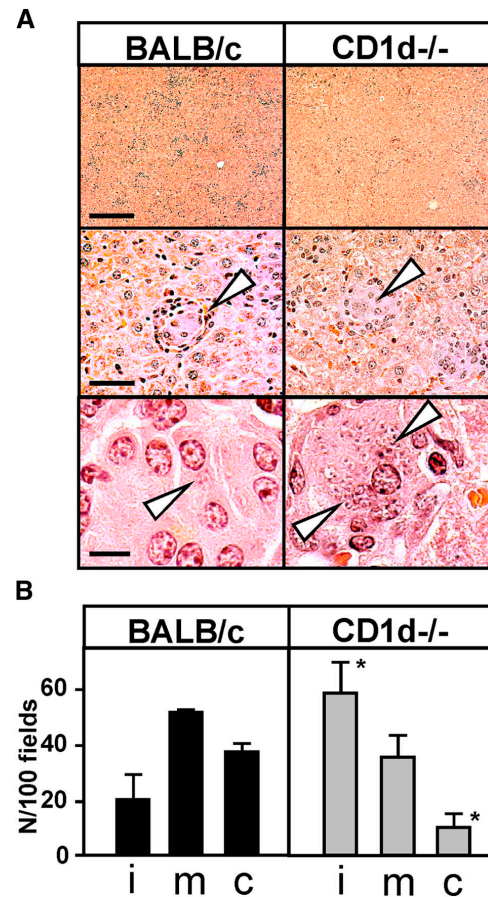 A
BALB/c CD1d-/-
B
BALB/c CD1d-/-
N/100 fields
60
40
20
0
*
*
i m c i m c